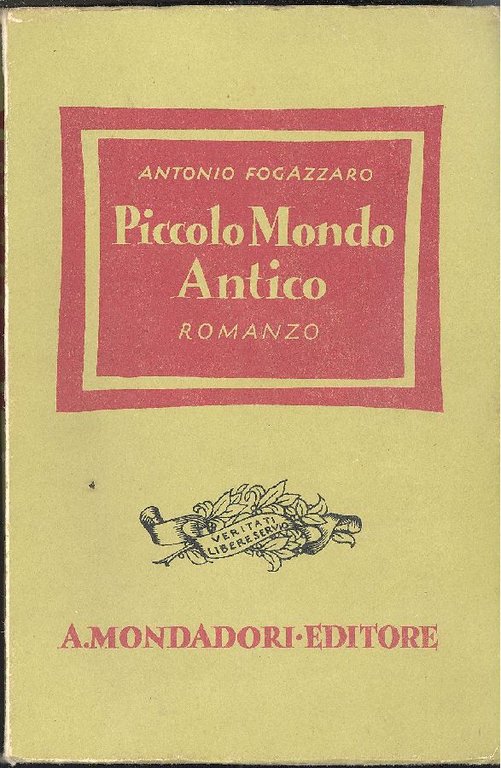 ANTONIO FOGAZZARO
Piccolo Mondo
Antico
ROMANZO
VERITATI
LIBERE SERVIO
A. MONDADORI · EDITORE